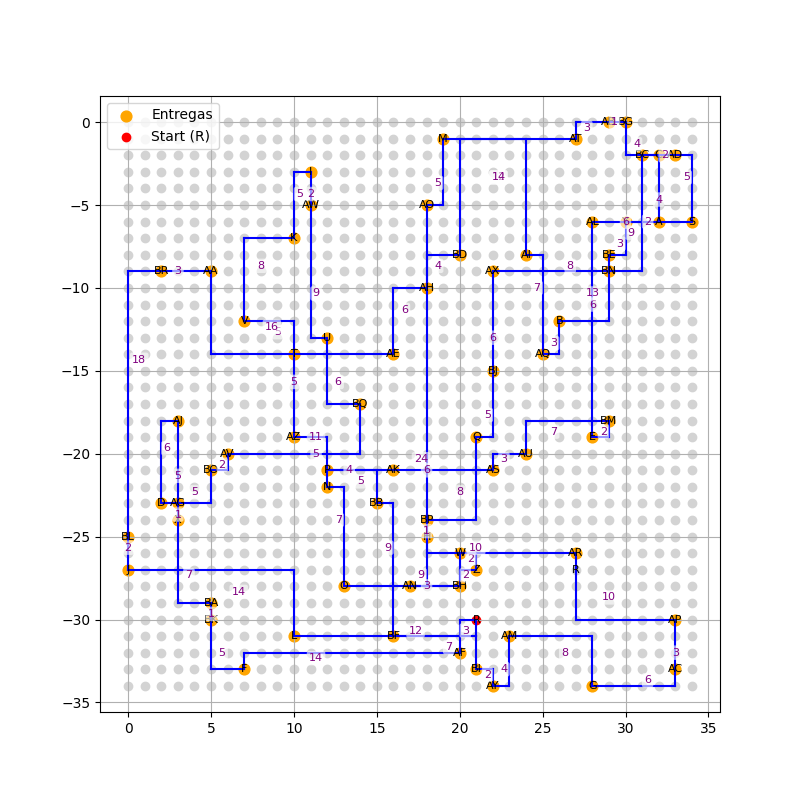 Entregas
Start (R)
0
−5
−10
−15
−20
−25
−30
−35
0
5
10
15
20
25
30
35
M
AT
3
1
4
BC
2
5
I
5
2
AW
AO
5
14
AL
6
2
A
S
4
9
K
8
4
BD
AI
BE
3
BR
3
AA
AX
8
BN
7
AH
6
9
13
6
V
16
B
U
3
T
AE
AQ
6
BJ
18
5
6
BQ
5
AJ
BM
7
AZ
11
Q
E
2
6
AV
5
3
AU
24
BO
2
4
AK
6
AS
5
5
5
8
D
AG
N
BB
1
BP
7
BL
1
9
2
10
W
AR
2
7
9
2
Z
R
14
O
AN
3
BH
BA
10
1
AP
L
12
BF
3
AM
5
7
AF
8
3
14
F
BI
4
AC
2
6
AY
G